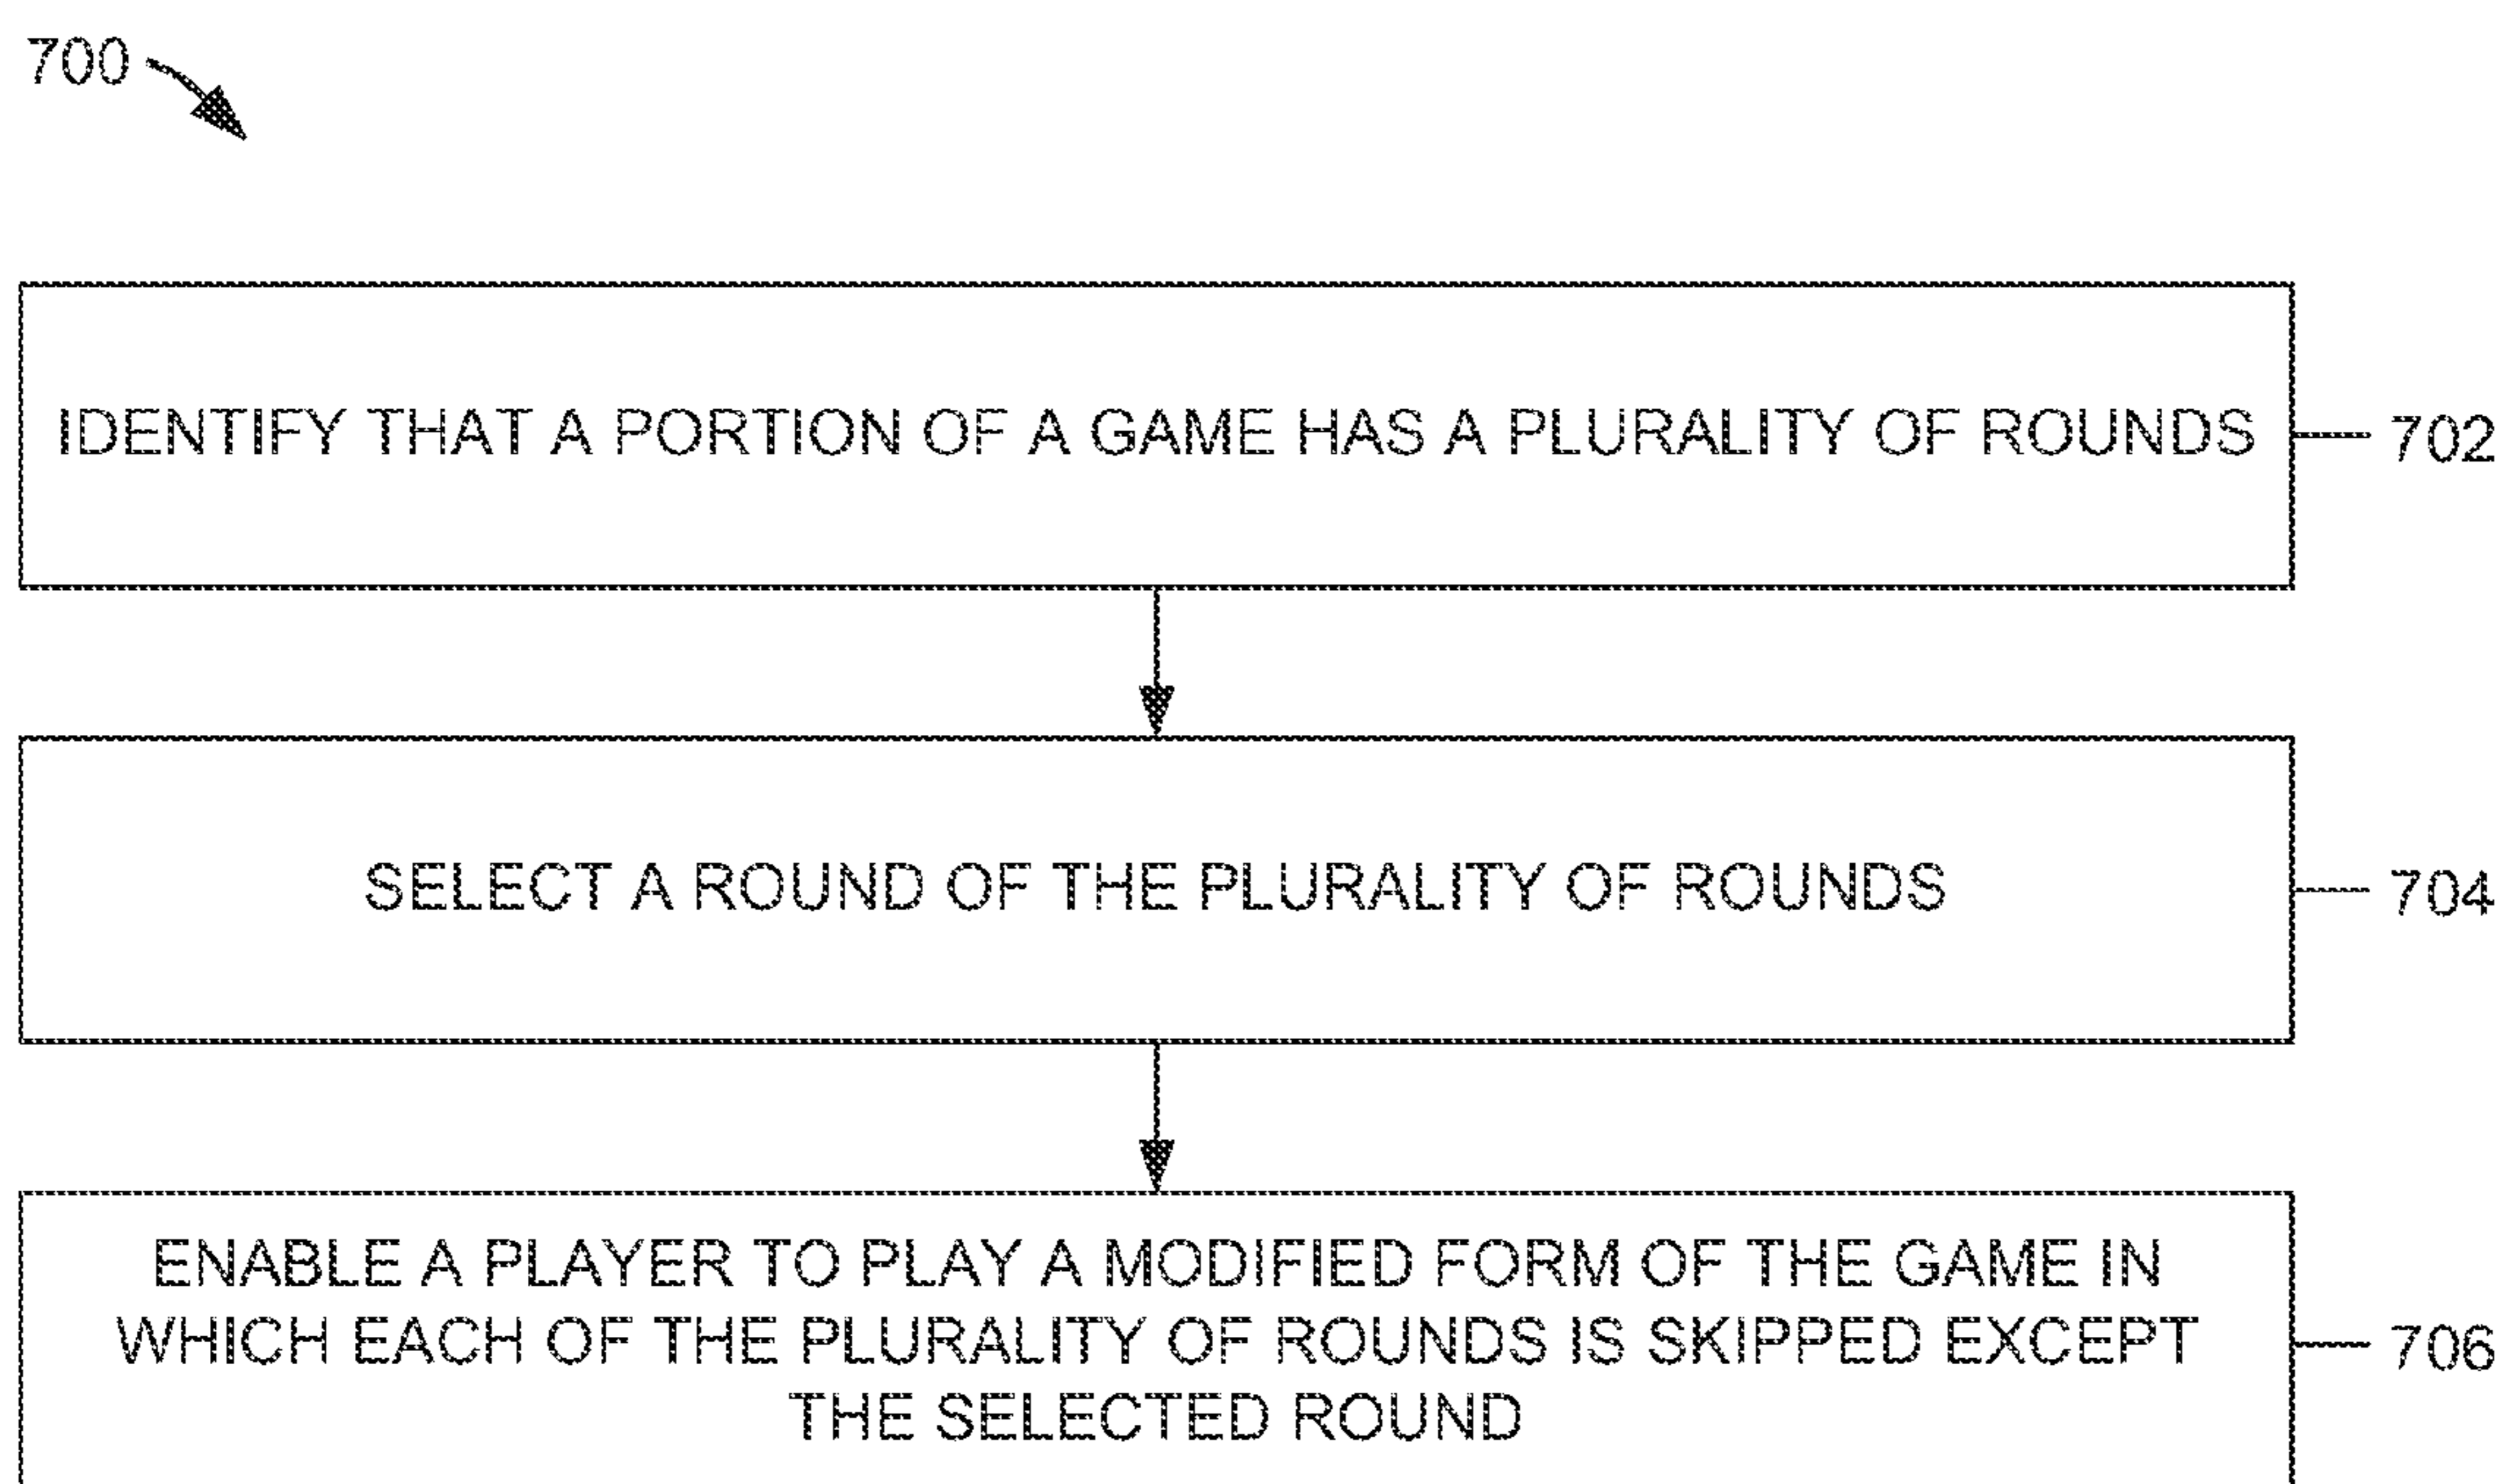 700
IDENTIFY THAT A PORTION OF A GAME HAS A PLURALITY OF ROUNDS
702
SELECT A ROUND OF THE PLURALITY OF ROUNDS
704
ENABLE A PLAYER TO PLAY A MODIFIED FORM OF THE GAME IN
WHICH EACH OF THE PLURALITY OF ROUNDS IS SKIPPED EXCEPT
THE SELECTED ROUND
706